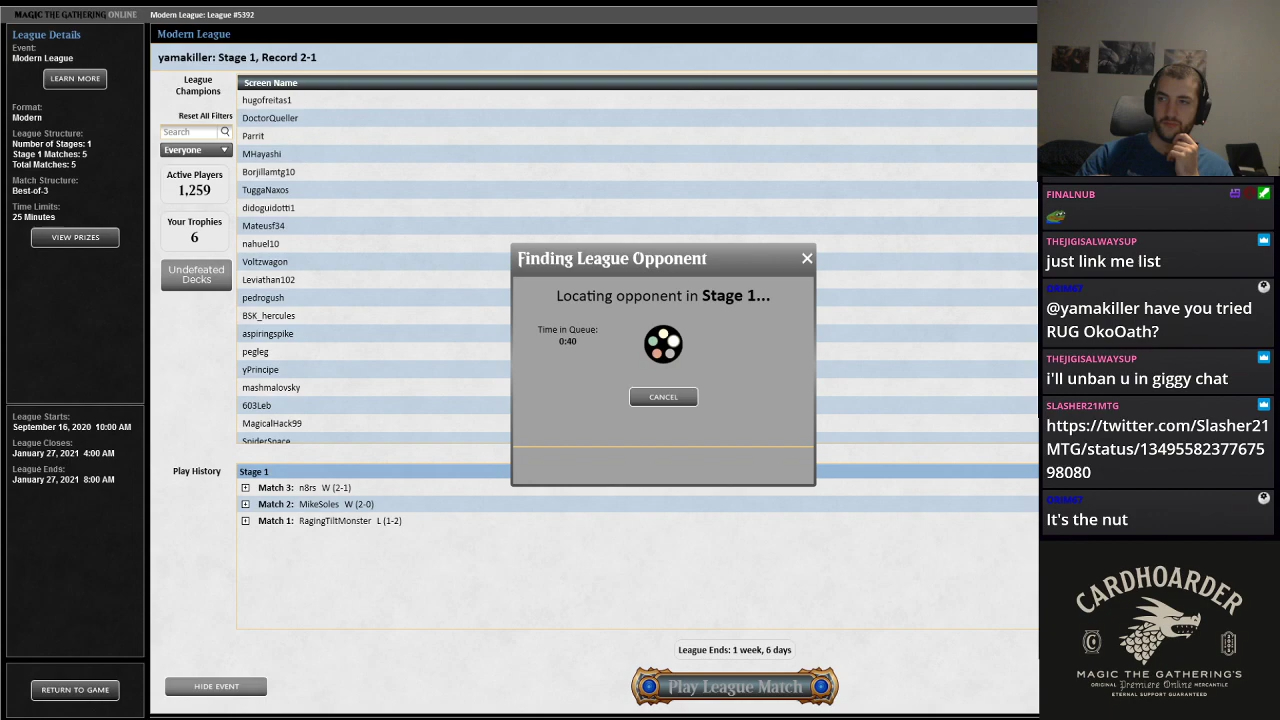 MAGIC THE GATHERING ONLINE
Modern League: League #5392
League Details
Event:
Modern League
LEARN MORE
Format:
Modern
League Structure:
Number of Stages: 1
Stage 1 Matches: 5
Total Matches: 5
Match Structure:
Best-of-3
Time Limits:
25 Minutes
VIEW PRIZES
League Starts:
September 16, 2020 10:00 AM
League Closes:
January 27, 2021 4:00 AM
League Ends:
January 27, 2021 8:00 AM
RETURN TO GAME
Modern League
yamakiller: Stage 1, Record 2-1
League
Champions
Reset All Filters
Search
Everyone
Active Players
1,259
Your Trophies
6
Undefeated
Decks
Screen Name
hugofreitas1
DoctorQueller
Parrit
MHayashi
Borjillamtg10
TuggaNaxos
didoguidotti1
Mateusf34
nahuel10
Voltzwagon
Leviathan102
pedrogush
BSK_hercules
aspiringspike
pegleg
yPrincipe
mashmalovsky
603Leb
MagicalHack99
SpiderSpace
Finding League Opponent
Locating opponent in Stage 1...
Time in Queue:
0:40
CANCEL
Play History
Stage 1
Match 3: n8rs W (2-1)
Match 2: MikeSoles W (2-0)
Match 1: RagingTiltMonster L (1-2)
League Ends: 1 week, 6 days
HIDE EVENT
Play League Match
FINALNUB
THEJIGISALWAYSUP
just link me list
ORIM67
@yamakiller have you tried
RUG OkoOath?
THEJIGISALWAYSUP
i'll unban u in giggy chat
SLASHER21MTG
https://twitter.com/Slasher21
MTG/status/13495582377675
98080
ORIM67
It's the nut
CARDHOARDER
MAGIC THE GATHERING'S
ORIGINAL Premiere Online MERCANTILE
ETERNAL SUPPORT GUARANTEED